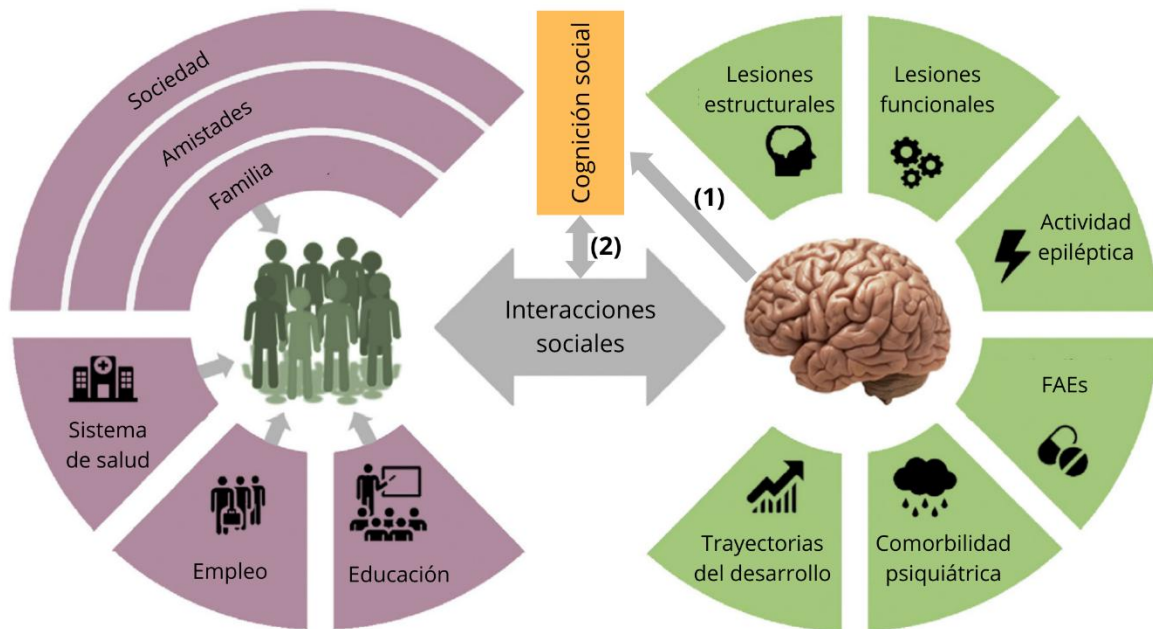 Sociedad
Amistades
Familia
Sistema
de salud
Empleo
Educación
Cognición social
(1)
(2)
Interacciones
sociales
Lesiones
estructurales
Lesiones
funcionales
Actividad
epiléptica
FAEs
Comorbilidad
psiquiátrica
Trayectorias
del desarrollo